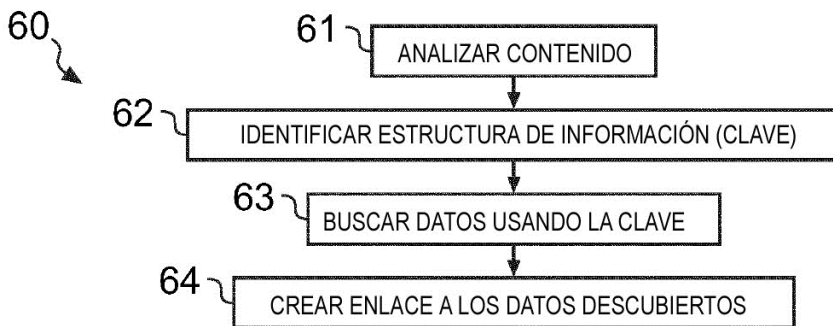 60
61
ANALIZAR CONTENIDO
62
IDENTIFICAR ESTRUCTURA DE INFORMACIÓN (CLAVE)
63
BUSCAR DATOS USANDO LA CLAVE
64
CREAR ENLACE A LOS DATOS DESCUBIERTOS